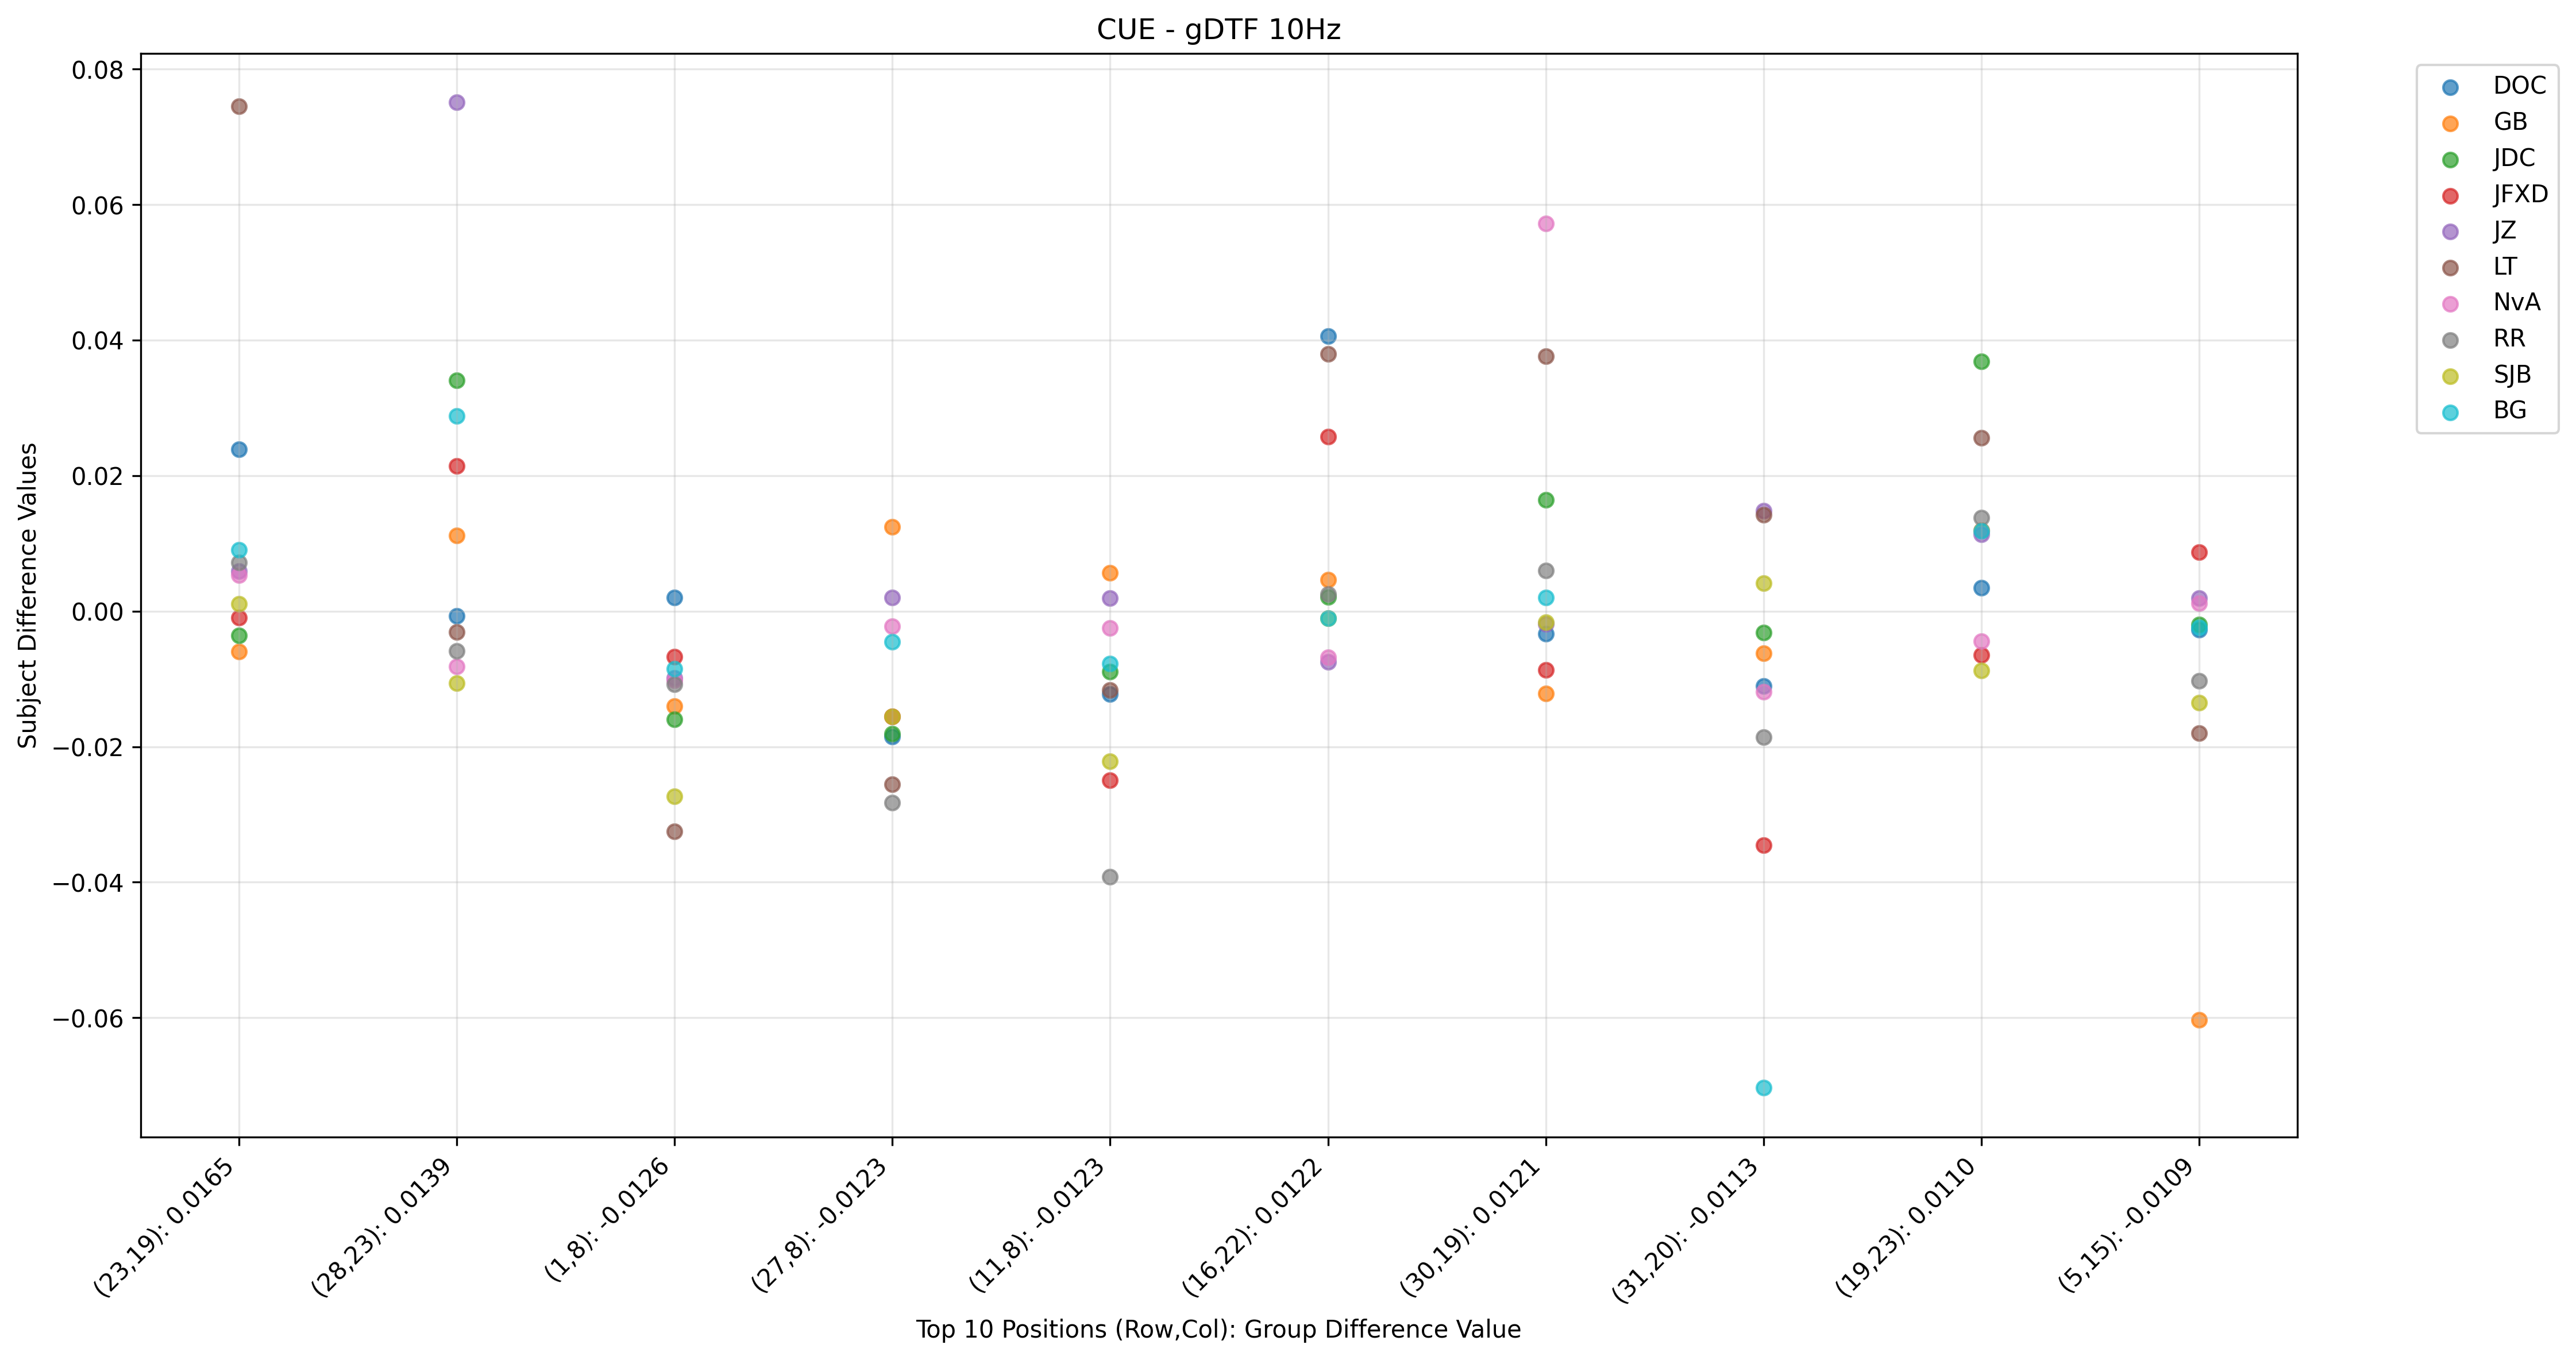 CUE - gDTF 10Hz
0.08
0.06
0.04
0.02
0.00
−0.02
−0.04
−0.06
Subject Difference Values
(23,19): 0.0165
(28,23): 0.0139
(1,8): -0.0126
(27,8): -0.0123
(11,8): -0.0123
(16,22): 0.0122
(30,19): 0.0121
(31,20): -0.0113
(19,23): 0.0110
(5,15): -0.0109
Top 10 Positions (Row,Col): Group Difference Value
DOC
GB
JDC
JFXD
JZ
LT
NvA
RR
SJB
BG